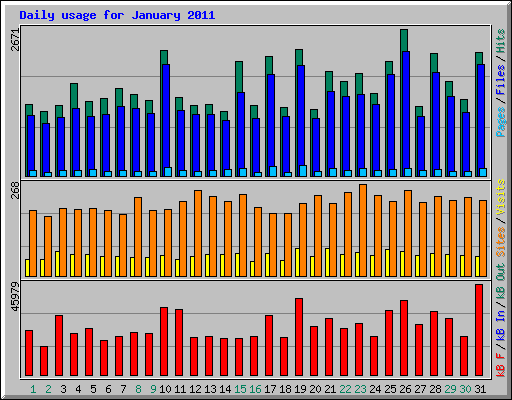 Daily usage for January 2011
2671
Pages / Files / Hits
268
Sites / Visits
45979
kB F / kB In / kB Out
1 2 3 4 5 6 7 8 9 10 11 12 13 14 15 16 17 18 19 20 21 22 23 24 25 26 27 28 29 30 31